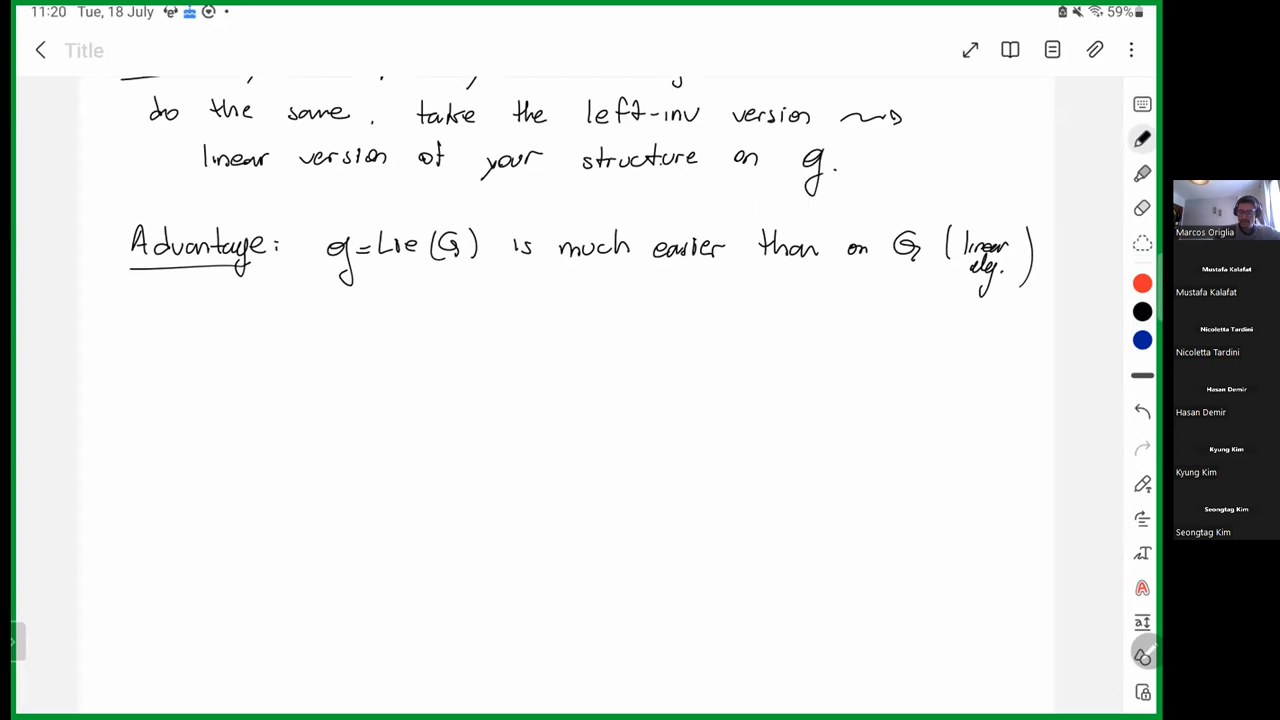 11:20 Tue, 18 July
59%
Title
do the same. take the left-inv version
linear version of your structure on g.
Advantage: g = Lie (G) is much easier than on G (linear alg.)
Marcos Origlia
Mustafa Kalafat
Mustafa Kalafat
Nicoletta Tardini
Nicoletta Tardini
Hasan Demir
Hasan Demir
Kyung Kim
Kyung Kim
Seongtag Kim
Seongtag Kim